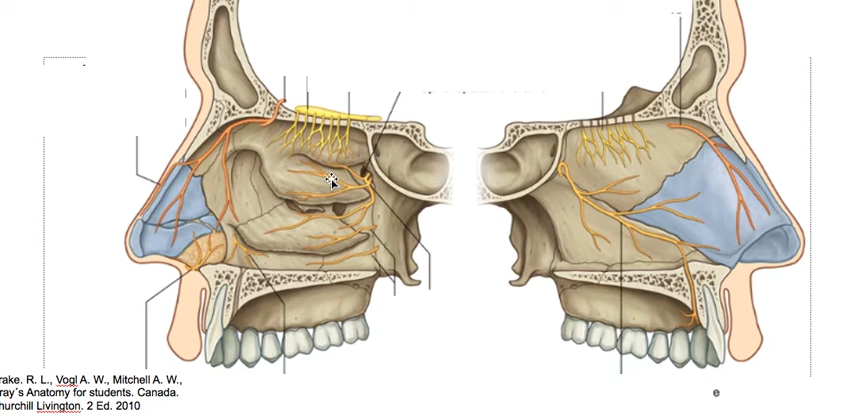 rake. R. L., Vogl A. W., Mitchell A. W.,
ray´s Anatomy for students. Canada.
hurchill Livington. 2 Ed. 2010
e